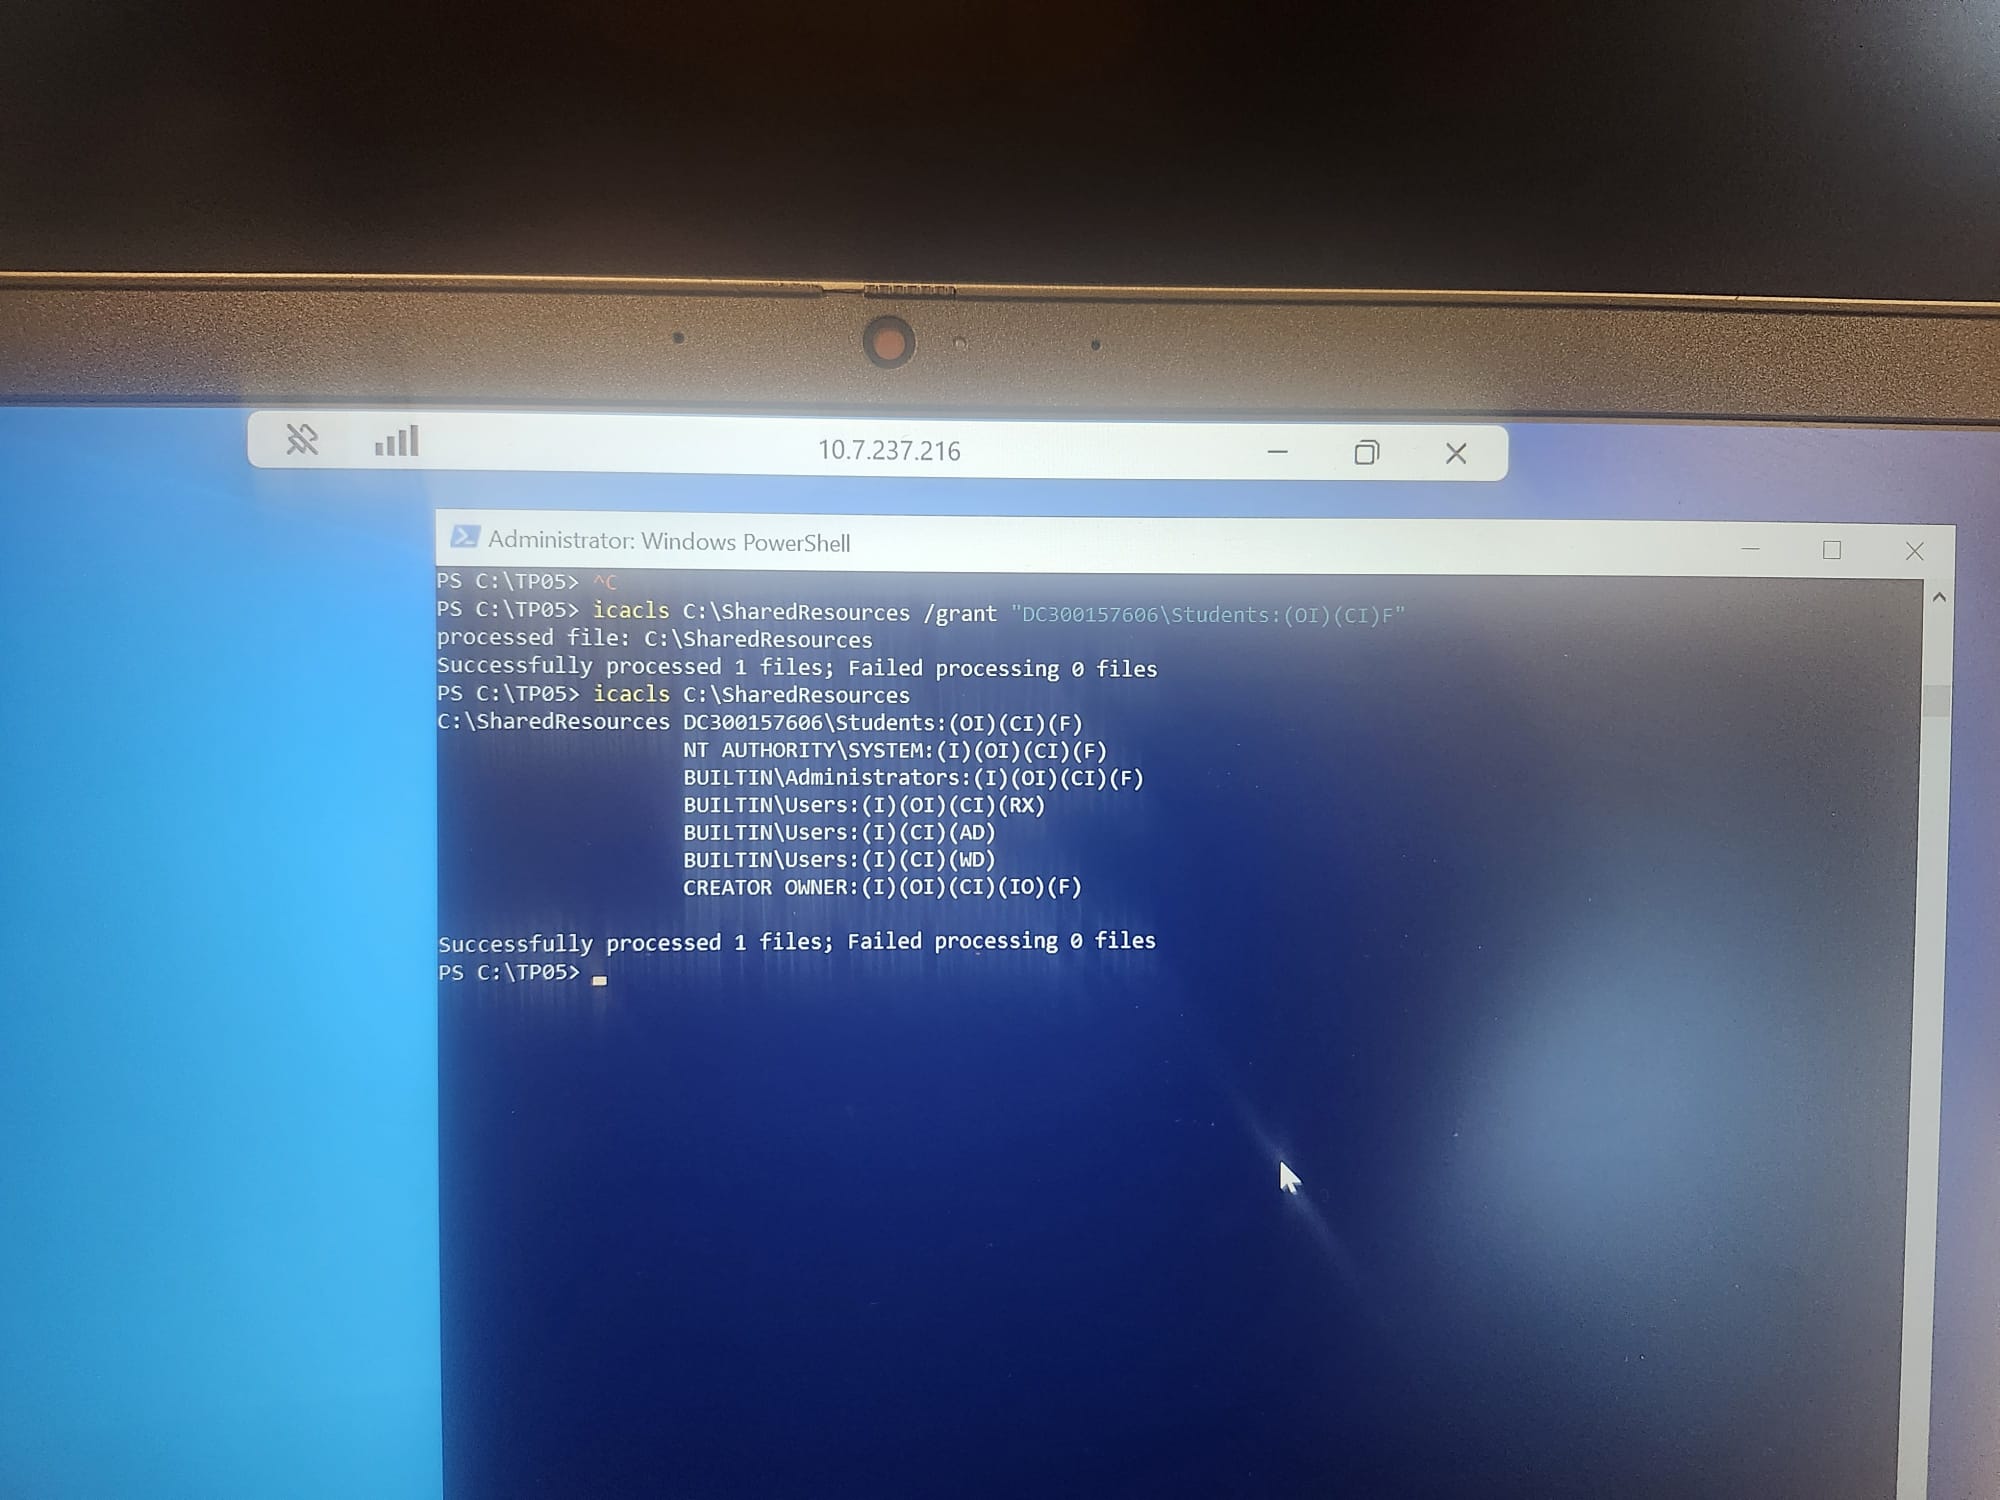 10.7.237.216
Administrator: Windows PowerShell
PS C:\TP05> ^C
PS C:\TP05> icacls C:\SharedResources /grant "DC300157606\Students:(OI)(CI)F"
processed file: C:\SharedResources
Successfully processed 1 files; Failed processing 0 files
PS C:\TP05> icacls C:\SharedResources
C:\SharedResources DC300157606\Students:(OI)(CI)(F)
NT AUTHORITY\SYSTEM:(I)(OI)(CI)(F)
BUILTIN\Administrators:(I)(OI)(CI)(F)
BUILTIN\Users:(I)(OI)(CI)(RX)
BUILTIN\Users:(I)(CI)(AD)
BUILTIN\Users:(I)(CI)(WD)
CREATOR OWNER:(I)(OI)(CI)(IO)(F)
Successfully processed 1 files; Failed processing 0 files
PS C:\TP05>